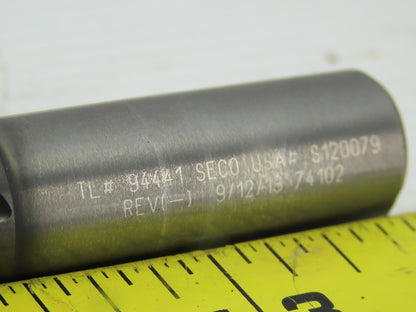 TL# 94441 SECO USA# S120079
REV(-) 9/12/13 74102
3